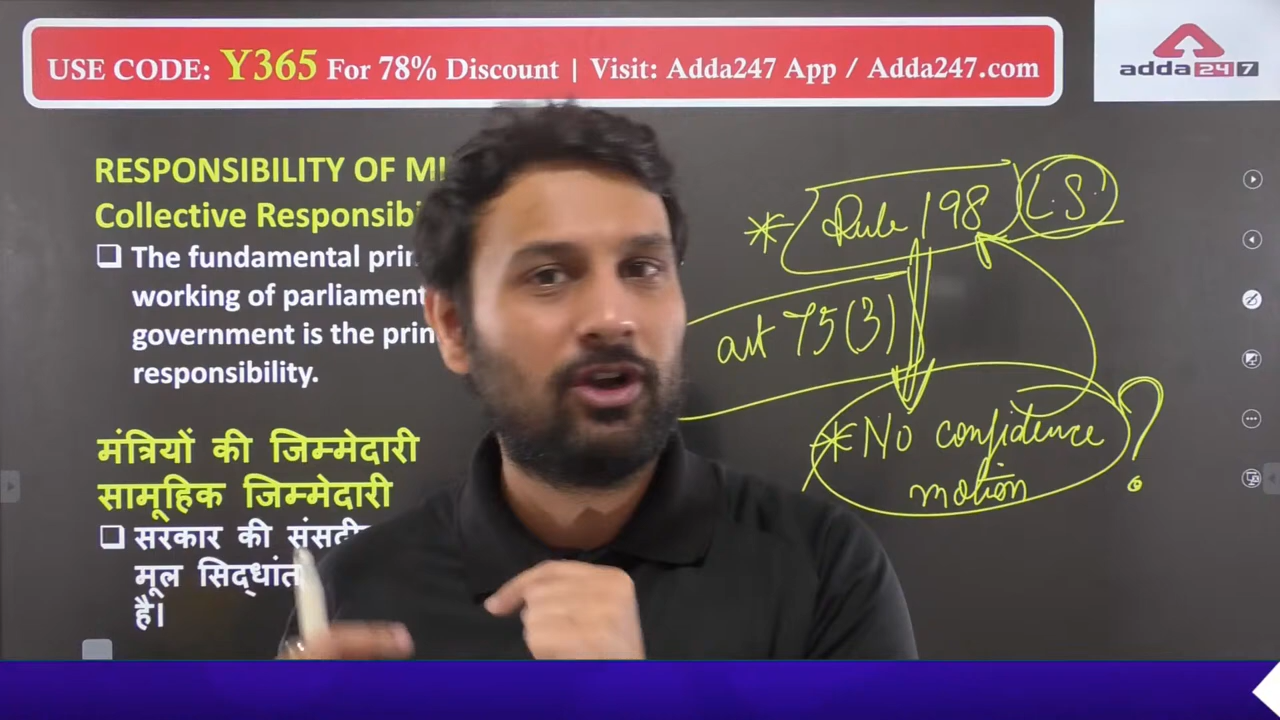 USE CODE: Y365 For 78% Discount | Visit: Adda247 App / Adda247.com
adda247
RESPONSIBILITY OF MI
Collective Responsibi
The fundamental prin
working of parliament
government is the prin
responsibility.
मंत्रियों की जिम्मेदारी
सामूहिक जिम्मेदारी
सरकार की संसदी
मूल सिद्धांत
है।
* Rule 198 L.S.
art 75(3)
* No confidence
motion ?